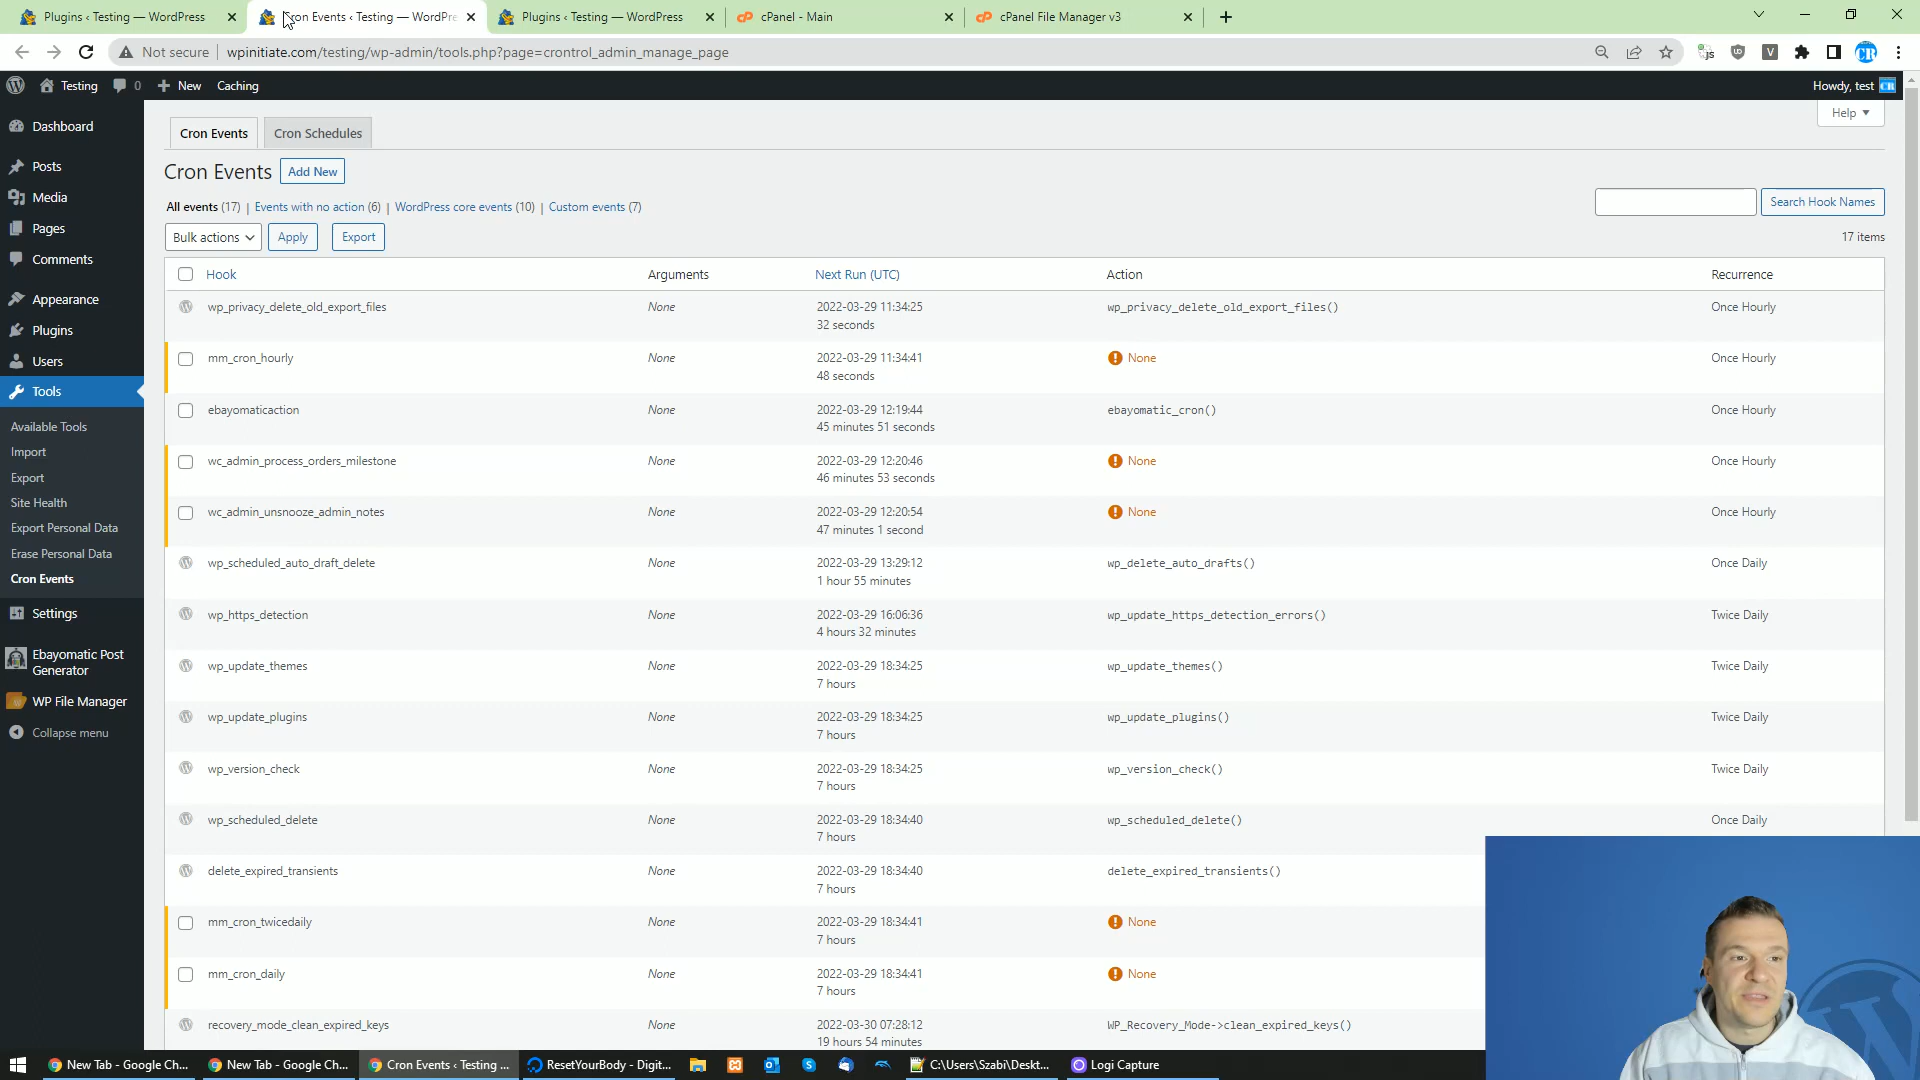 Plugins ‹ Testing — WordPress
Cron Events ‹ Testing — WordPre
Plugins ‹ Testing — WordPress
cPanel - Main
cPanel File Manager v3
Not secure
wpinitiate.com/testing/wp-admin/tools.php?page=crontrol_admin_manage_page
Testing
0
New
Caching
Howdy, test
Help
Dashboard
Posts
Media
Pages
Comments
Appearance
Plugins
Users
Tools
Available Tools
Import
Export
Site Health
Export Personal Data
Erase Personal Data
Cron Events
Settings
Ebayomatic Post
Generator
WP File Manager
Collapse menu
Cron Events
Cron Schedules
Cron Events
Add New
All events (17) | Events with no action (6) | WordPress core events (10) | Custom events (7)
Search Hook Names
Bulk actions
Apply
Export
17 items
Hook Arguments Next Run (UTC) Action Recurrence
wp_privacy_delete_old_export_files None 2022-03-29 11:34:25 wp_privacy_delete_old_export_files() Once Hourly
32 seconds
mm_cron_hourly None 2022-03-29 11:34:41 None Once Hourly
48 seconds
ebayomaticaction None 2022-03-29 12:19:44 ebayomatic_cron() Once Hourly
45 minutes 51 seconds
wc_admin_process_orders_milestone None 2022-03-29 12:20:46 None Once Hourly
46 minutes 53 seconds
wc_admin_unsnooze_admin_notes None 2022-03-29 12:20:54 None Once Hourly
47 minutes 1 second
wp_scheduled_auto_draft_delete None 2022-03-29 13:29:12 wp_delete_auto_drafts() Once Daily
1 hour 55 minutes
wp_https_detection None 2022-03-29 16:06:36 wp_update_https_detection_errors() Twice Daily
4 hours 32 minutes
wp_update_themes None 2022-03-29 18:34:25 wp_update_themes() Twice Daily
7 hours
wp_update_plugins None 2022-03-29 18:34:25 wp_update_plugins() Twice Daily
7 hours
wp_version_check None 2022-03-29 18:34:25 wp_version_check() Twice Daily
7 hours
wp_scheduled_delete None 2022-03-29 18:34:40 wp_scheduled_delete() Once Daily
7 hours
delete_expired_transients None 2022-03-29 18:34:40 delete_expired_transients()
7 hours
mm_cron_twicedaily None 2022-03-29 18:34:41 None
7 hours
mm_cron_daily None 2022-03-29 18:34:41 None
7 hours
recovery_mode_clean_expired_keys None 2022-03-30 07:28:12 WP_Recovery_Mode->clean_expired_keys()
19 hours 54 minutes
New Tab - Google Ch...
New Tab - Google Ch...
Cron Events ‹ Testing ...
ResetYourBody - Digit...
C:\Users\Szabi\Deskt...
Logi Capture